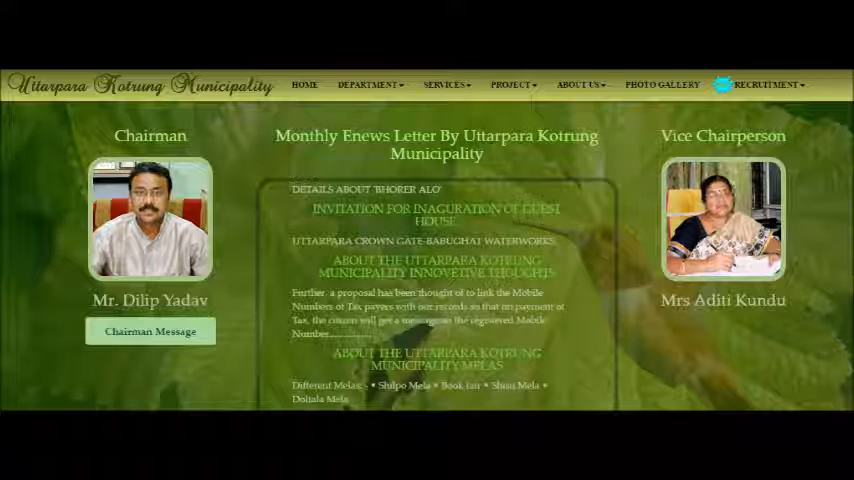 Uttarpara Kotrung Municipality HOME DEPARTMENT SERVICES PROJECT ABOUT US PHOTO GALLERY RECRUITMENT
Chairman
Mr. Dilip Yadav
Chairman Message
Monthly Enews Letter By Uttarpara Kotrung
Municipality
DETAILS ABOUT 'BHORER ALO'
INVITATION FOR INAGURATION OF GUEST
HOUSE
UTTARPARA CROWN GATE-BABUGHAT WATERWORKS
ABOUT THE UTTARPARA KOTRUNG
MUNICIPALITY INNOVETIVE THOUGHTS
Further a proposal has been thought of to link the Mobile
Numbers of Tax payers with our records so that on payment of
Tax, the citizen will get a message on the registered Mobile
Number................
ABOUT THE UTTARPARA KOTRUNG
MUNICIPALITY MELAS
Different Melas: - • Shilpo Mela • Book fair • Shisu Mela •
Doltala Mela
Vice Chairperson
Mrs Aditi Kundu